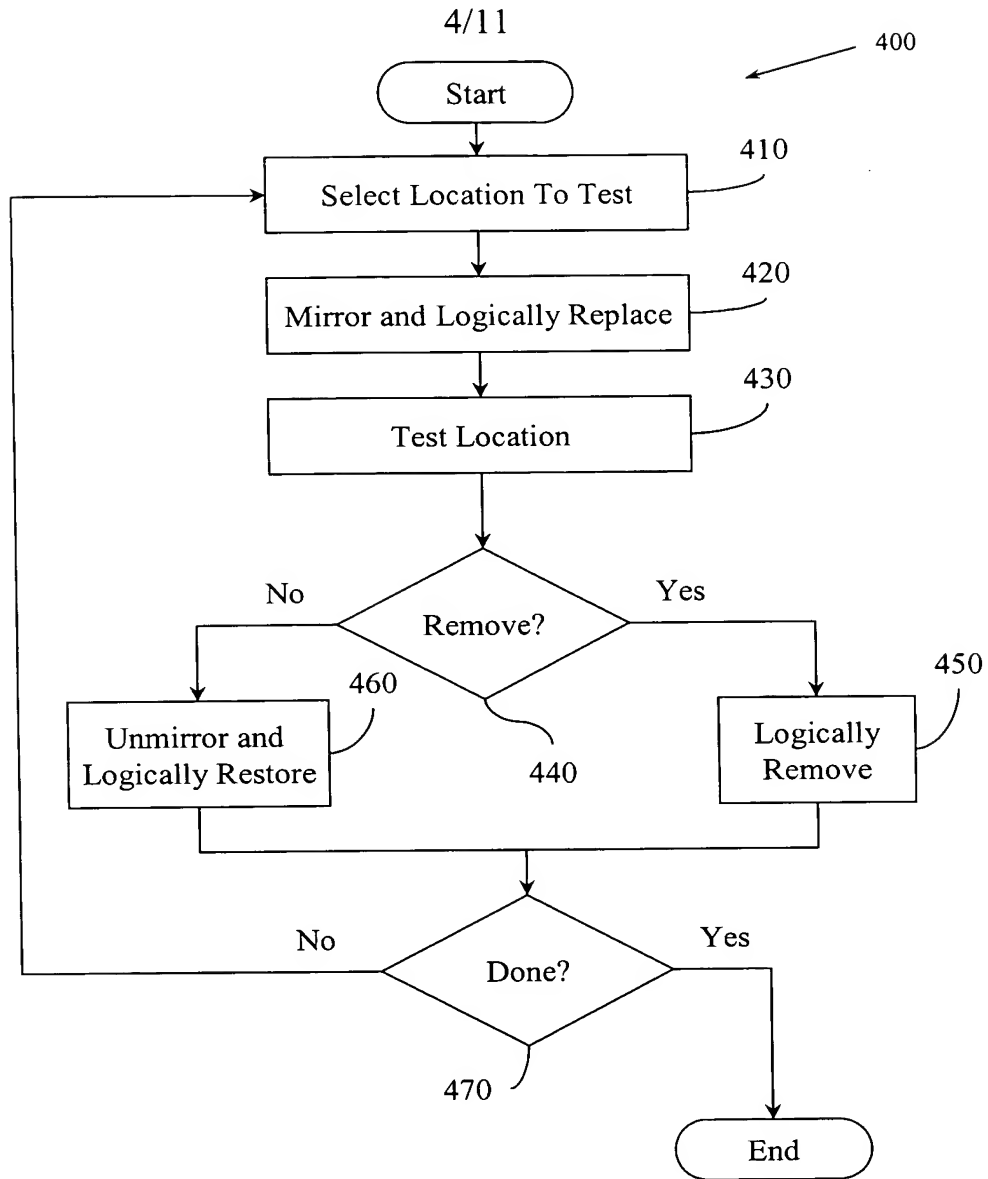 4/11
400
Start
410
Select Location To Test
420
Mirror and Logically Replace
430
Test Location
No
Yes
Remove?
460
450
Unmirror and
Logically Restore
440
Logically
Remove
No
Yes
Done?
470
End